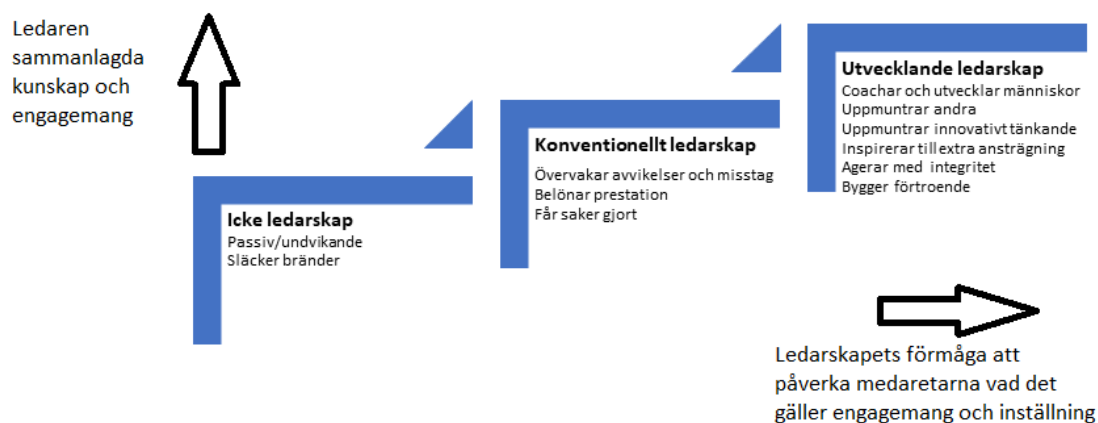 Ledaren
sammanlagda
kunskap och
engagemang
Icke ledarskap
Passiv/undvikande
Släcker bränder
Konventionellt ledarskap
Övervakar avvikelser och misstag
Belönar prestation
Får saker gjort
Utvecklande ledarskap
Coachar och utvecklar människor
Uppmuntrar andra
Uppmuntrar innovativt tänkande
Inspirerar till extra ansträgning
Agerar med integritet
Bygger förtroende
Ledarskapets förmåga att
påverka medaretarna vad det
gäller engagemang och inställning